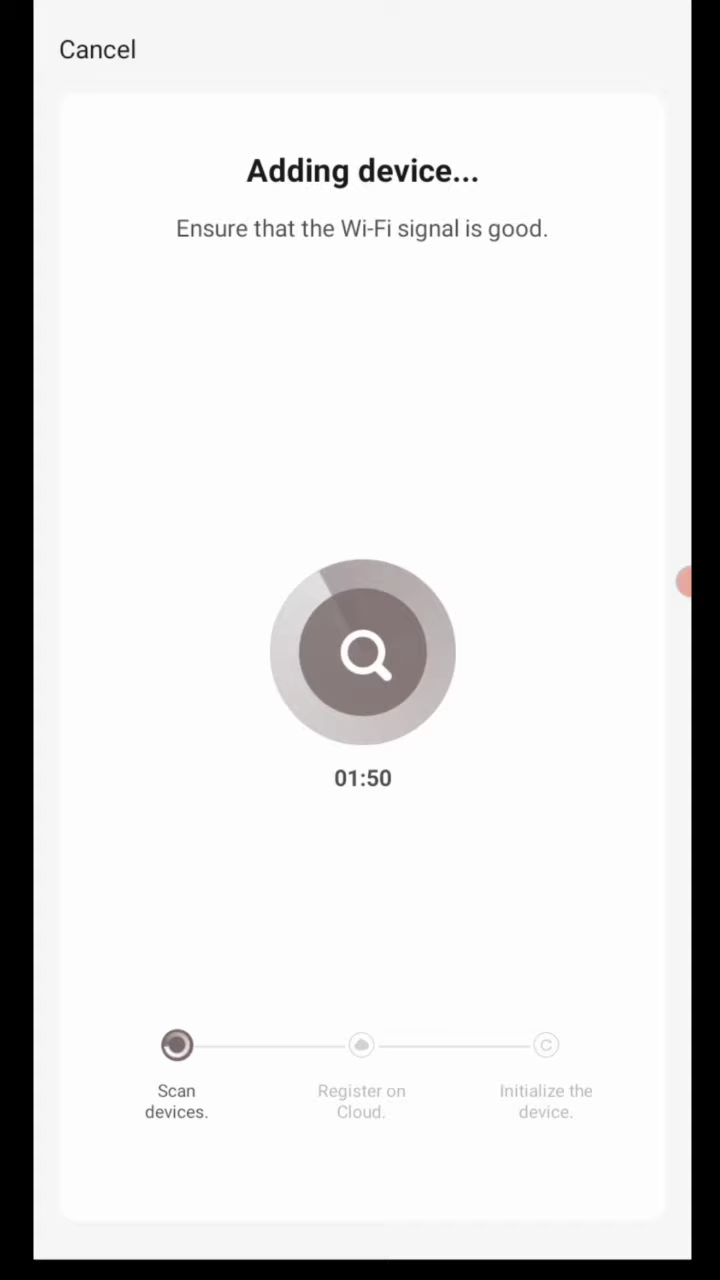 Cancel
Adding device...
Ensure that the Wi-Fi signal is good.
01:50
Scan
devices.
Register on
Cloud.
Initialize the
device.